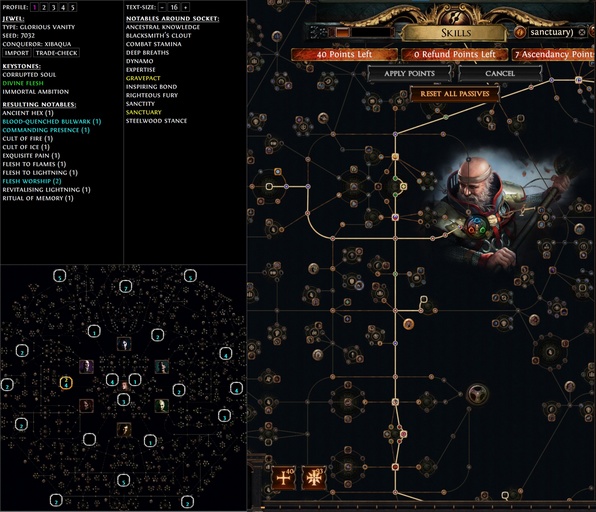 PROFILE: 1 2 3 4 5
JEWEL:
TYPE: GLORIOUS VANITY
SEED: 7032
CONQUEROR: XIBAQUA
IMPORT TRADE-CHECK
KEYSTONES:
CORRUPTED SOUL
DIVINE FLESH
IMMORTAL AMBITION
RESULTING NOTABLES:
ANCIENT HEX (1)
BLOOD-QUENCHED BULWARK (1)
COMMANDING PRESENCE (1)
CULT OF FIRE (1)
CULT OF ICE (1)
EXQUISITE PAIN (1)
FLESH TO FLAMES (1)
FLESH TO LIGHTNING (1)
FLESH WORSHIP (2)
REVITALISING LIGHTNING (1)
RITUAL OF MEMORY (1)
TEXT-SIZE: - 16 +
NOTABLES AROUND SOCKET:
ANCESTRAL KNOWLEDGE
BLACKSMITH'S CLOUT
COMBAT STAMINA
DEEP BREATHS
DYNAMO
EXPERTISE
GRAVEPACT
INSPIRING BOND
RIGHTEOUS FURY
SANCTITY
SANCTUARY
STEELWOOD STANCE
SKILLS
sanctuary)
40 Points Left
0 Refund Points Left
7 Ascendancy Points
APPLY POINTS
CANCEL
RESET ALL PASSIVES
40